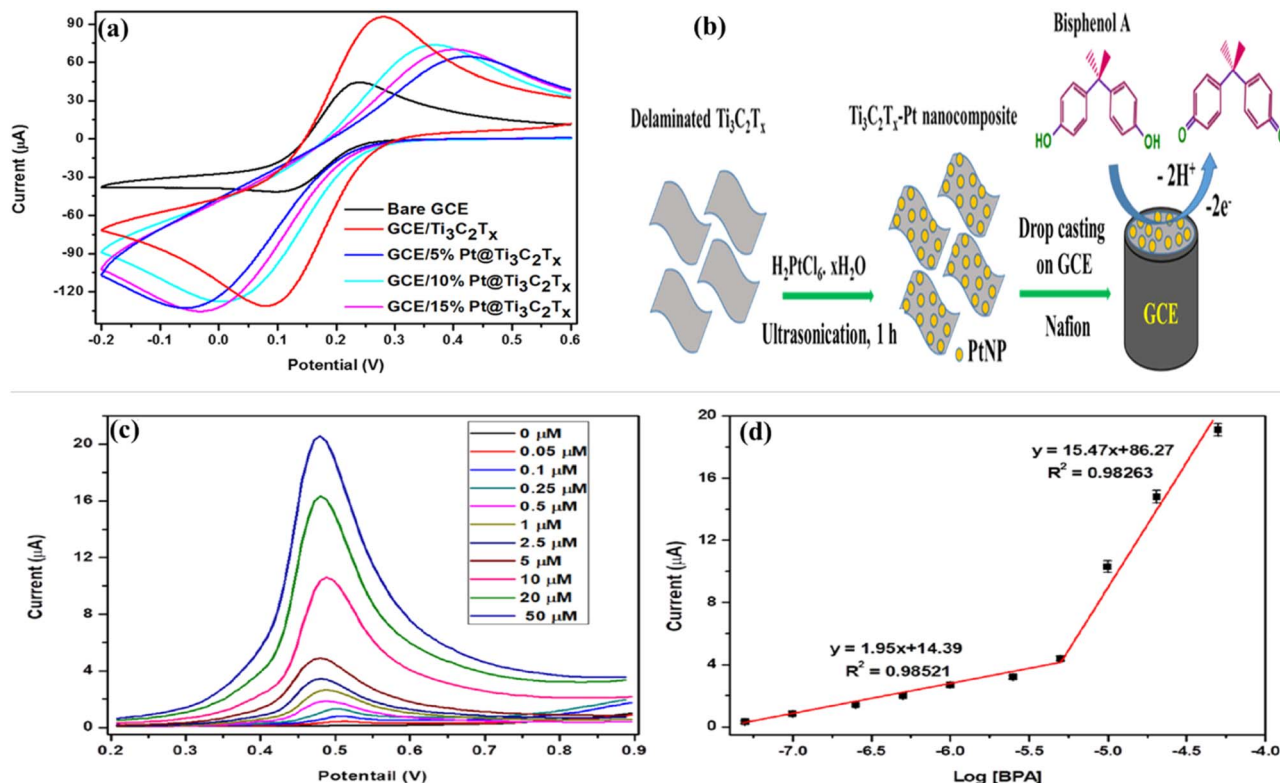 (a)
90
60
30
0
-30
-60
-90
-120
Current (μA)
-0.2 -0.1 0.0 0.1 0.2 0.3 0.4 0.5 0.6
Potential (V)
Bare GCE
GCE/Ti₃C₂Tₓ
GCE/5% Pt@Ti₃C₂Tₓ
GCE/10% Pt@Ti₃C₂Tₓ
GCE/15% Pt@Ti₃C₂Tₓ
(b)
Bisphenol A
Delaminated Ti₃C₂Tₓ
Ti₃C₂Tₓ-Pt nanocomposite
HO
OH
O
O
- 2H⁺
-2e⁻
H₂PtCl₆. xH₂O
Ultrasonication, 1 h
PtNP
Drop casting
on GCE
Nafion
GCE
(c)
20
16
12
8
4
0
Current (μA)
0.2 0.3 0.4 0.5 0.6 0.7 0.8 0.9
Potentail (V)
0 μM
0.05 μM
0.1 μM
0.25 μM
0.5 μM
1 μM
2.5 μM
5 μM
10 μM
20 μM
50 μM
(d)
20
16
12
8
4
0
Current (μA)
y = 15.47x+86.27
R² = 0.98263
y = 1.95x+14.39
R² = 0.98521
-7.0 -6.5 -6.0 -5.5 -5.0 -4.5 -4.0
Log [BPA]